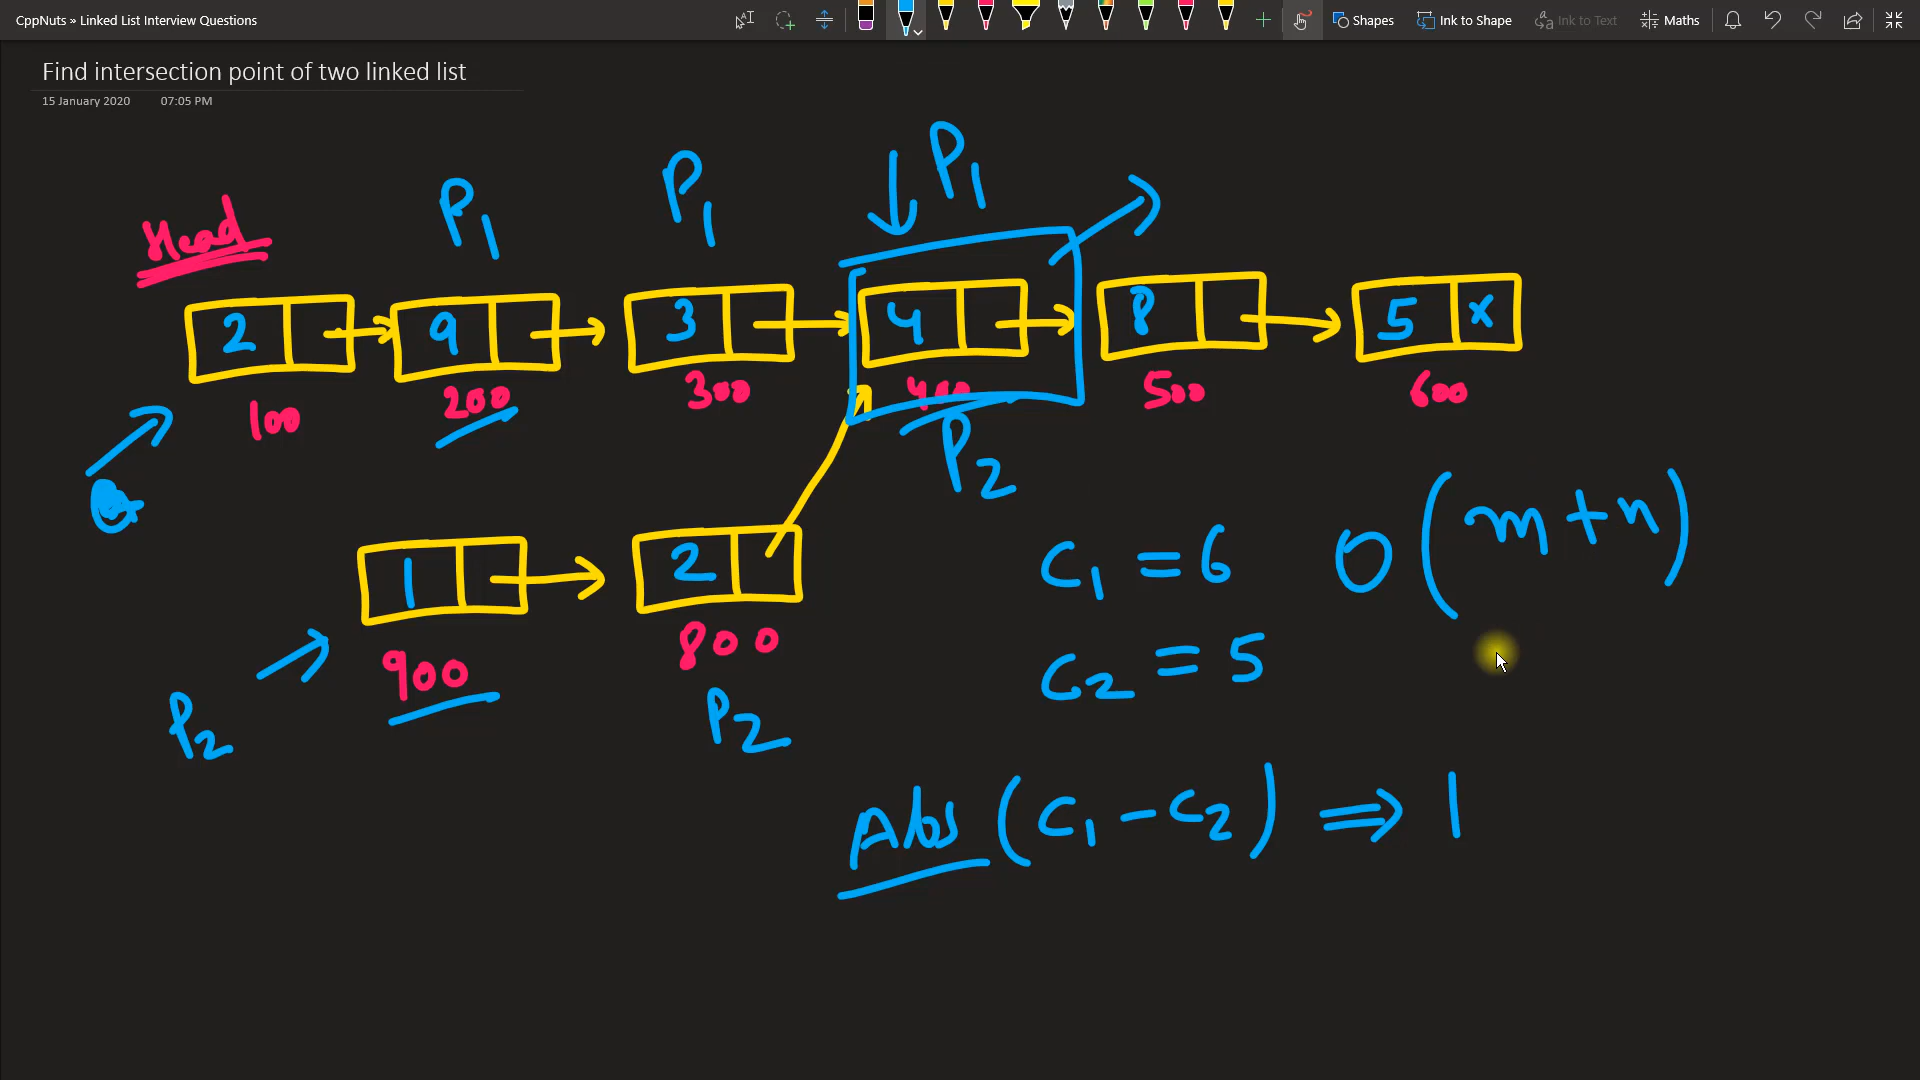 CppNuts » Linked List Interview Questions
Shapes Ink to Shape Ink to Text Maths
Find intersection point of two linked list
15 January 2020 07:05 PM
P1 P1 P1
Head
2 9 3 4 8 5 x
100 200 300 400 500 600
P2
1 2
900 800
P2 P2
C1 = 6 O(m+n)
C2 = 5
Abs (C1 - C2) ⇒ 1